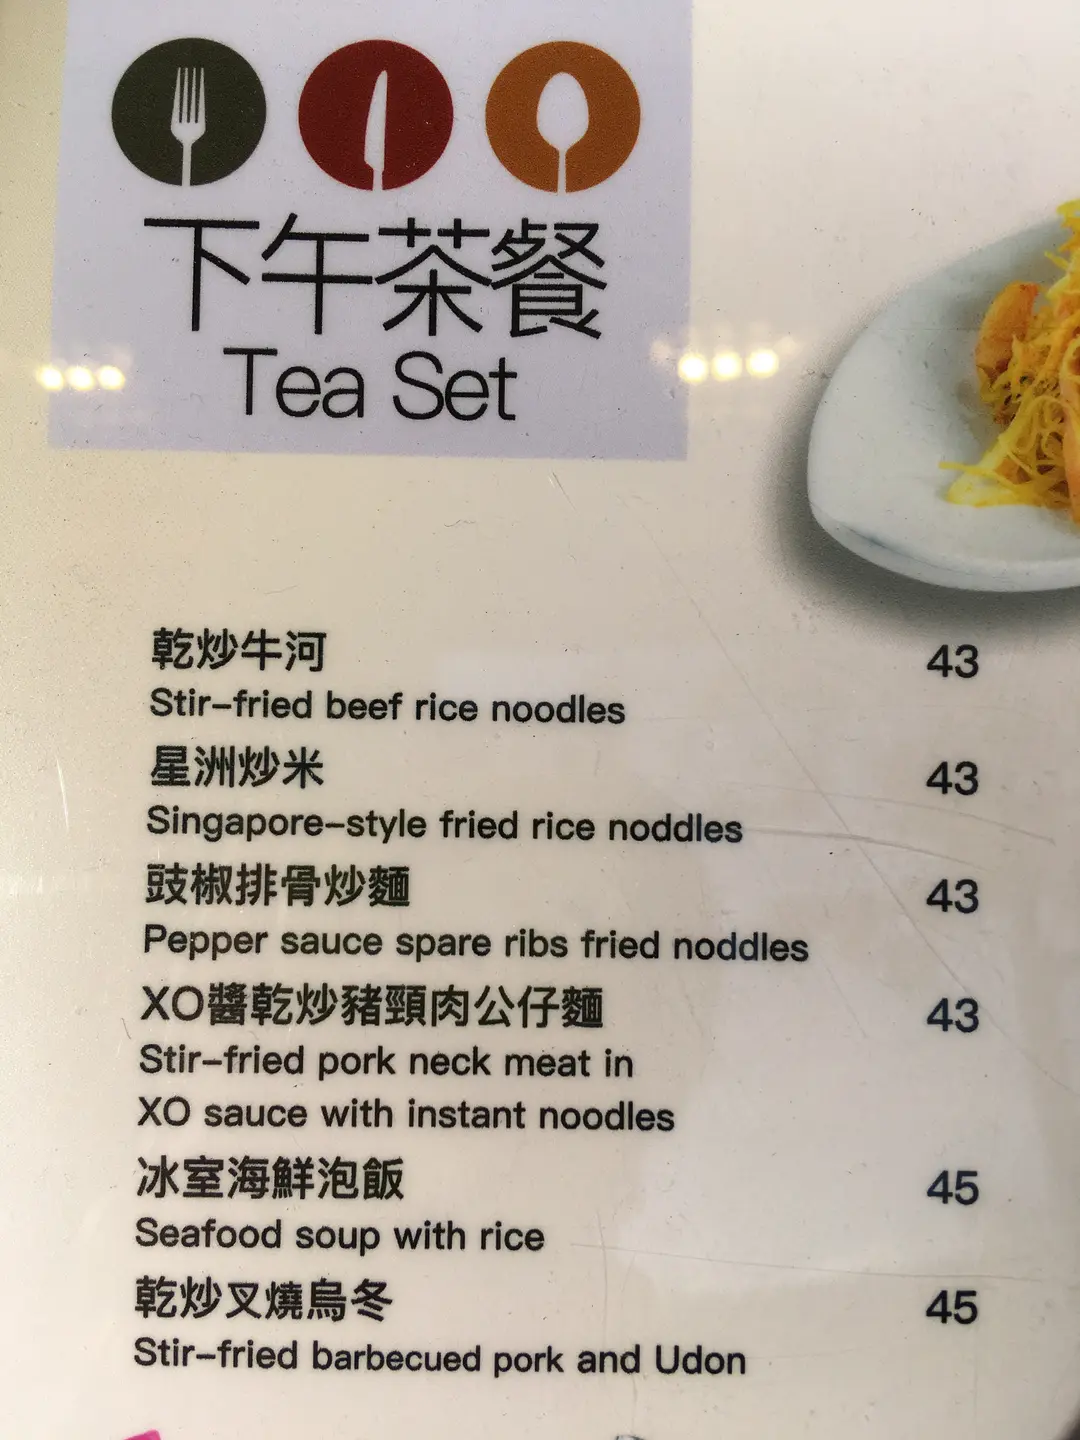 下午茶餐
Tea Set
乾炒牛河 43
Stir-fried beef rice noodles
星洲炒米 43
Singapore-style fried rice noddles
豉椒排骨炒麵 43
Pepper sauce spare ribs fried noddles
XO醬乾炒豬頸肉公仔麵 43
Stir-fried pork neck meat in
XO sauce with instant noodles
冰室海鮮泡飯 45
Seafood soup with rice
乾炒叉燒烏冬 45
Stir-fried barbecued pork and Udon